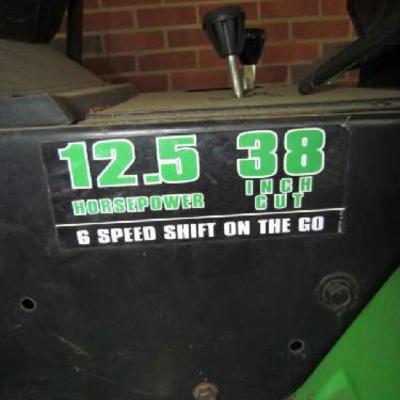 12.5 38
HORSEPOWER INCH
CUT
6 SPEED SHIFT ON THE GO